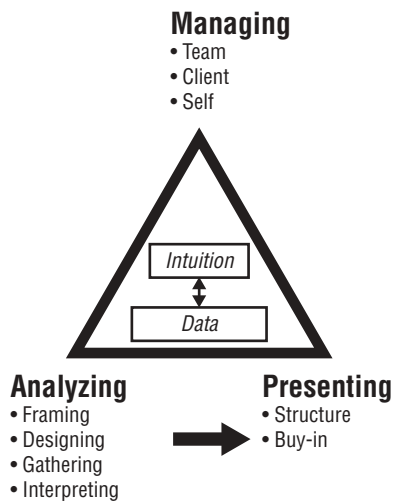 Managing
• Team
• Client
• Self
Intuition
Data
Analyzing
• Framing
• Designing
• Gathering
• Interpreting
Presenting
• Structure
• Buy-in